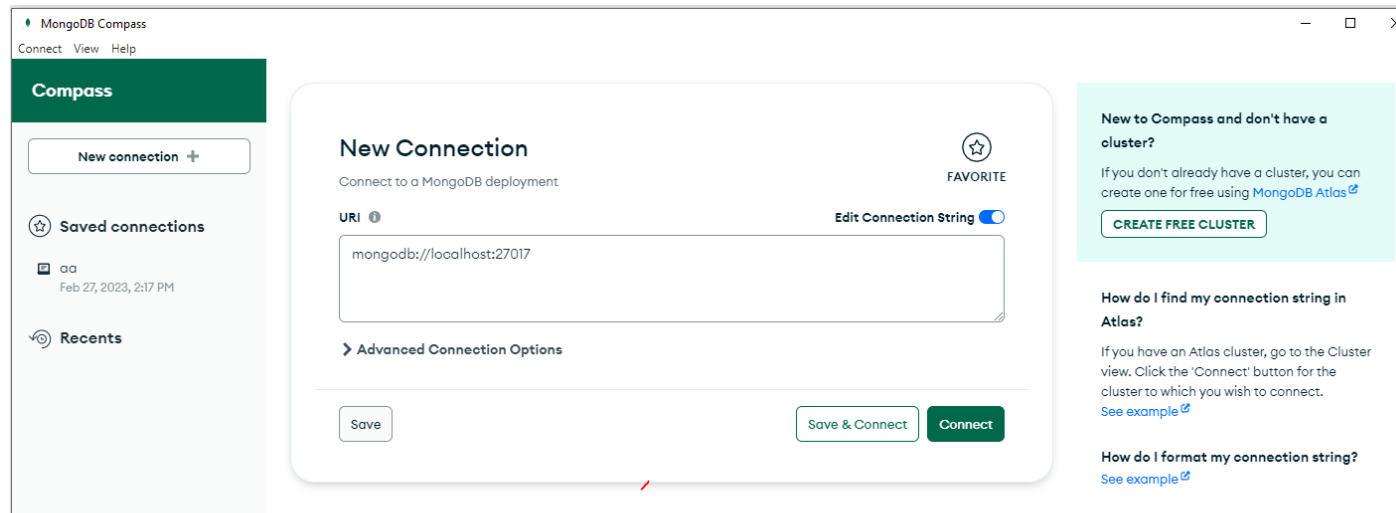 MongoDB Compass
Connect View Help
Compass
New connection
Saved connections
aa
Feb 27, 2023, 2:17 PM
Recents
New Connection
Connect to a MongoDB deployment
FAVORITE
URI
Edit Connection String
mongodb://localhost:27017
Advanced Connection Options
Save
Save & Connect
Connect
New to Compass and don't have a
cluster?
If you don't already have a cluster, you can
create one for free using MongoDB Atlas
CREATE FREE CLUSTER
How do I find my connection string in
Atlas?
If you have an Atlas cluster, go to the Cluster
view. Click the 'Connect' button for the
cluster to which you wish to connect.
See example
How do I format my connection string?
See example